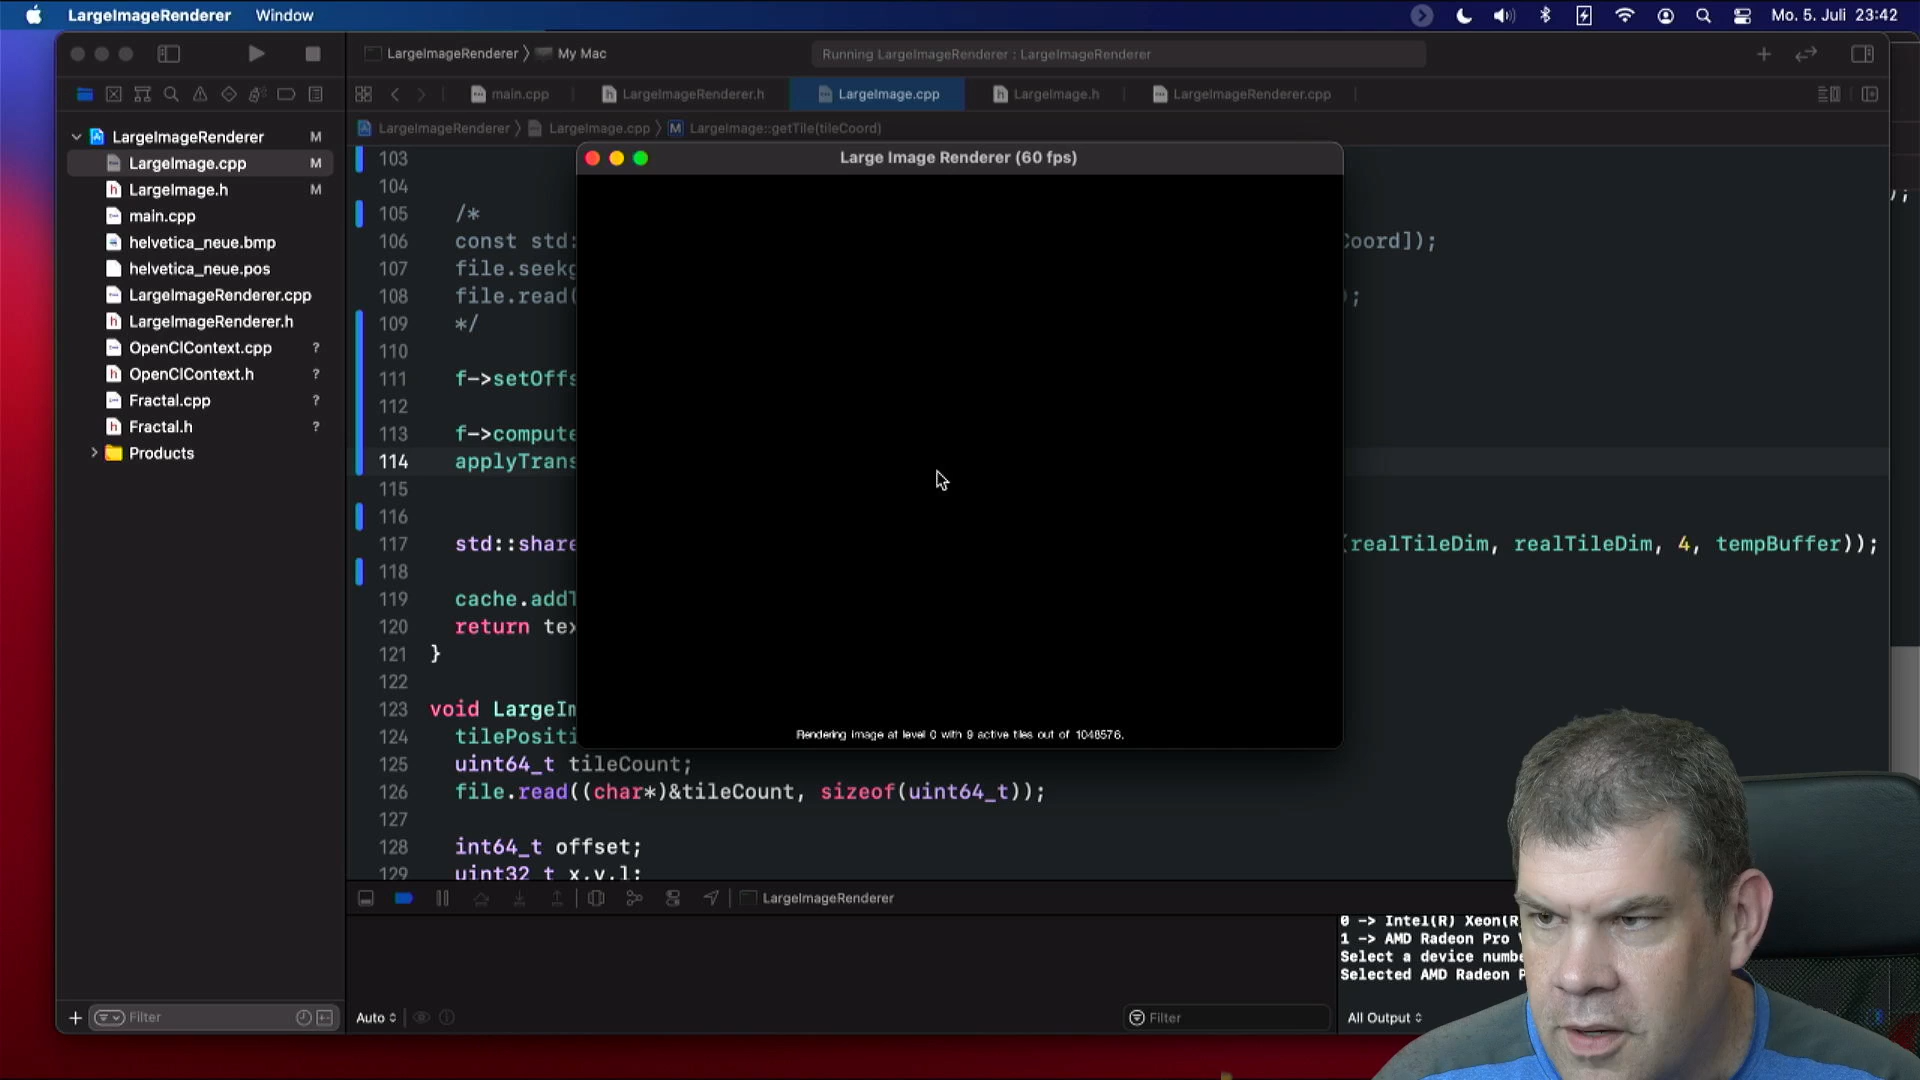 LargeImageRenderer Window Mo. 5. Juli 23:42
LargeImageRenderer My Mac Running LargeImageRenderer : LargeImageRenderer
main.cpp LargeImageRenderer.h LargeImage.cpp LargeImage.h LargeImageRenderer.cpp
LargeImageRenderer LargeImage.cpp M LargeImage::getTile(tileCoord)
LargeImageRenderer M
LargeImage.cpp M
LargeImage.h M
main.cpp
helvetica_neue.bmp
helvetica_neue.pos
LargeImageRenderer.cpp
LargeImageRenderer.h
OpenClContext.cpp ?
OpenClContext.h ?
Fractal.cpp ?
Fractal.h ?
Products
Large Image Renderer (60 fps)
Rendering image at level 0 with 9 active tiles out of 1048576.
103
104
105 /*
106 const std: Coord]);
107 file.seekg
108 file.read( );
109 */
110
111 f->setOffs
112
113 f->compute
114 applyTrans
115
116
117 std::share (realTileDim, realTileDim, 4, tempBuffer));
118
119 cache.addT
120 return tex
121 }
122
123 void LargeIm
124 tilePositi
125 uint64_t tileCount;
126 file.read((char*)&tileCount, sizeof(uint64_t));
127
128 int64_t offset;
129 uint32_t x,y,l;
LargeImageRenderer
0 -> Intel(R) Xeon(R
1 -> AMD Radeon Pro
Select a device numbe
Selected AMD Radeon P
Filter Auto Filter All Output